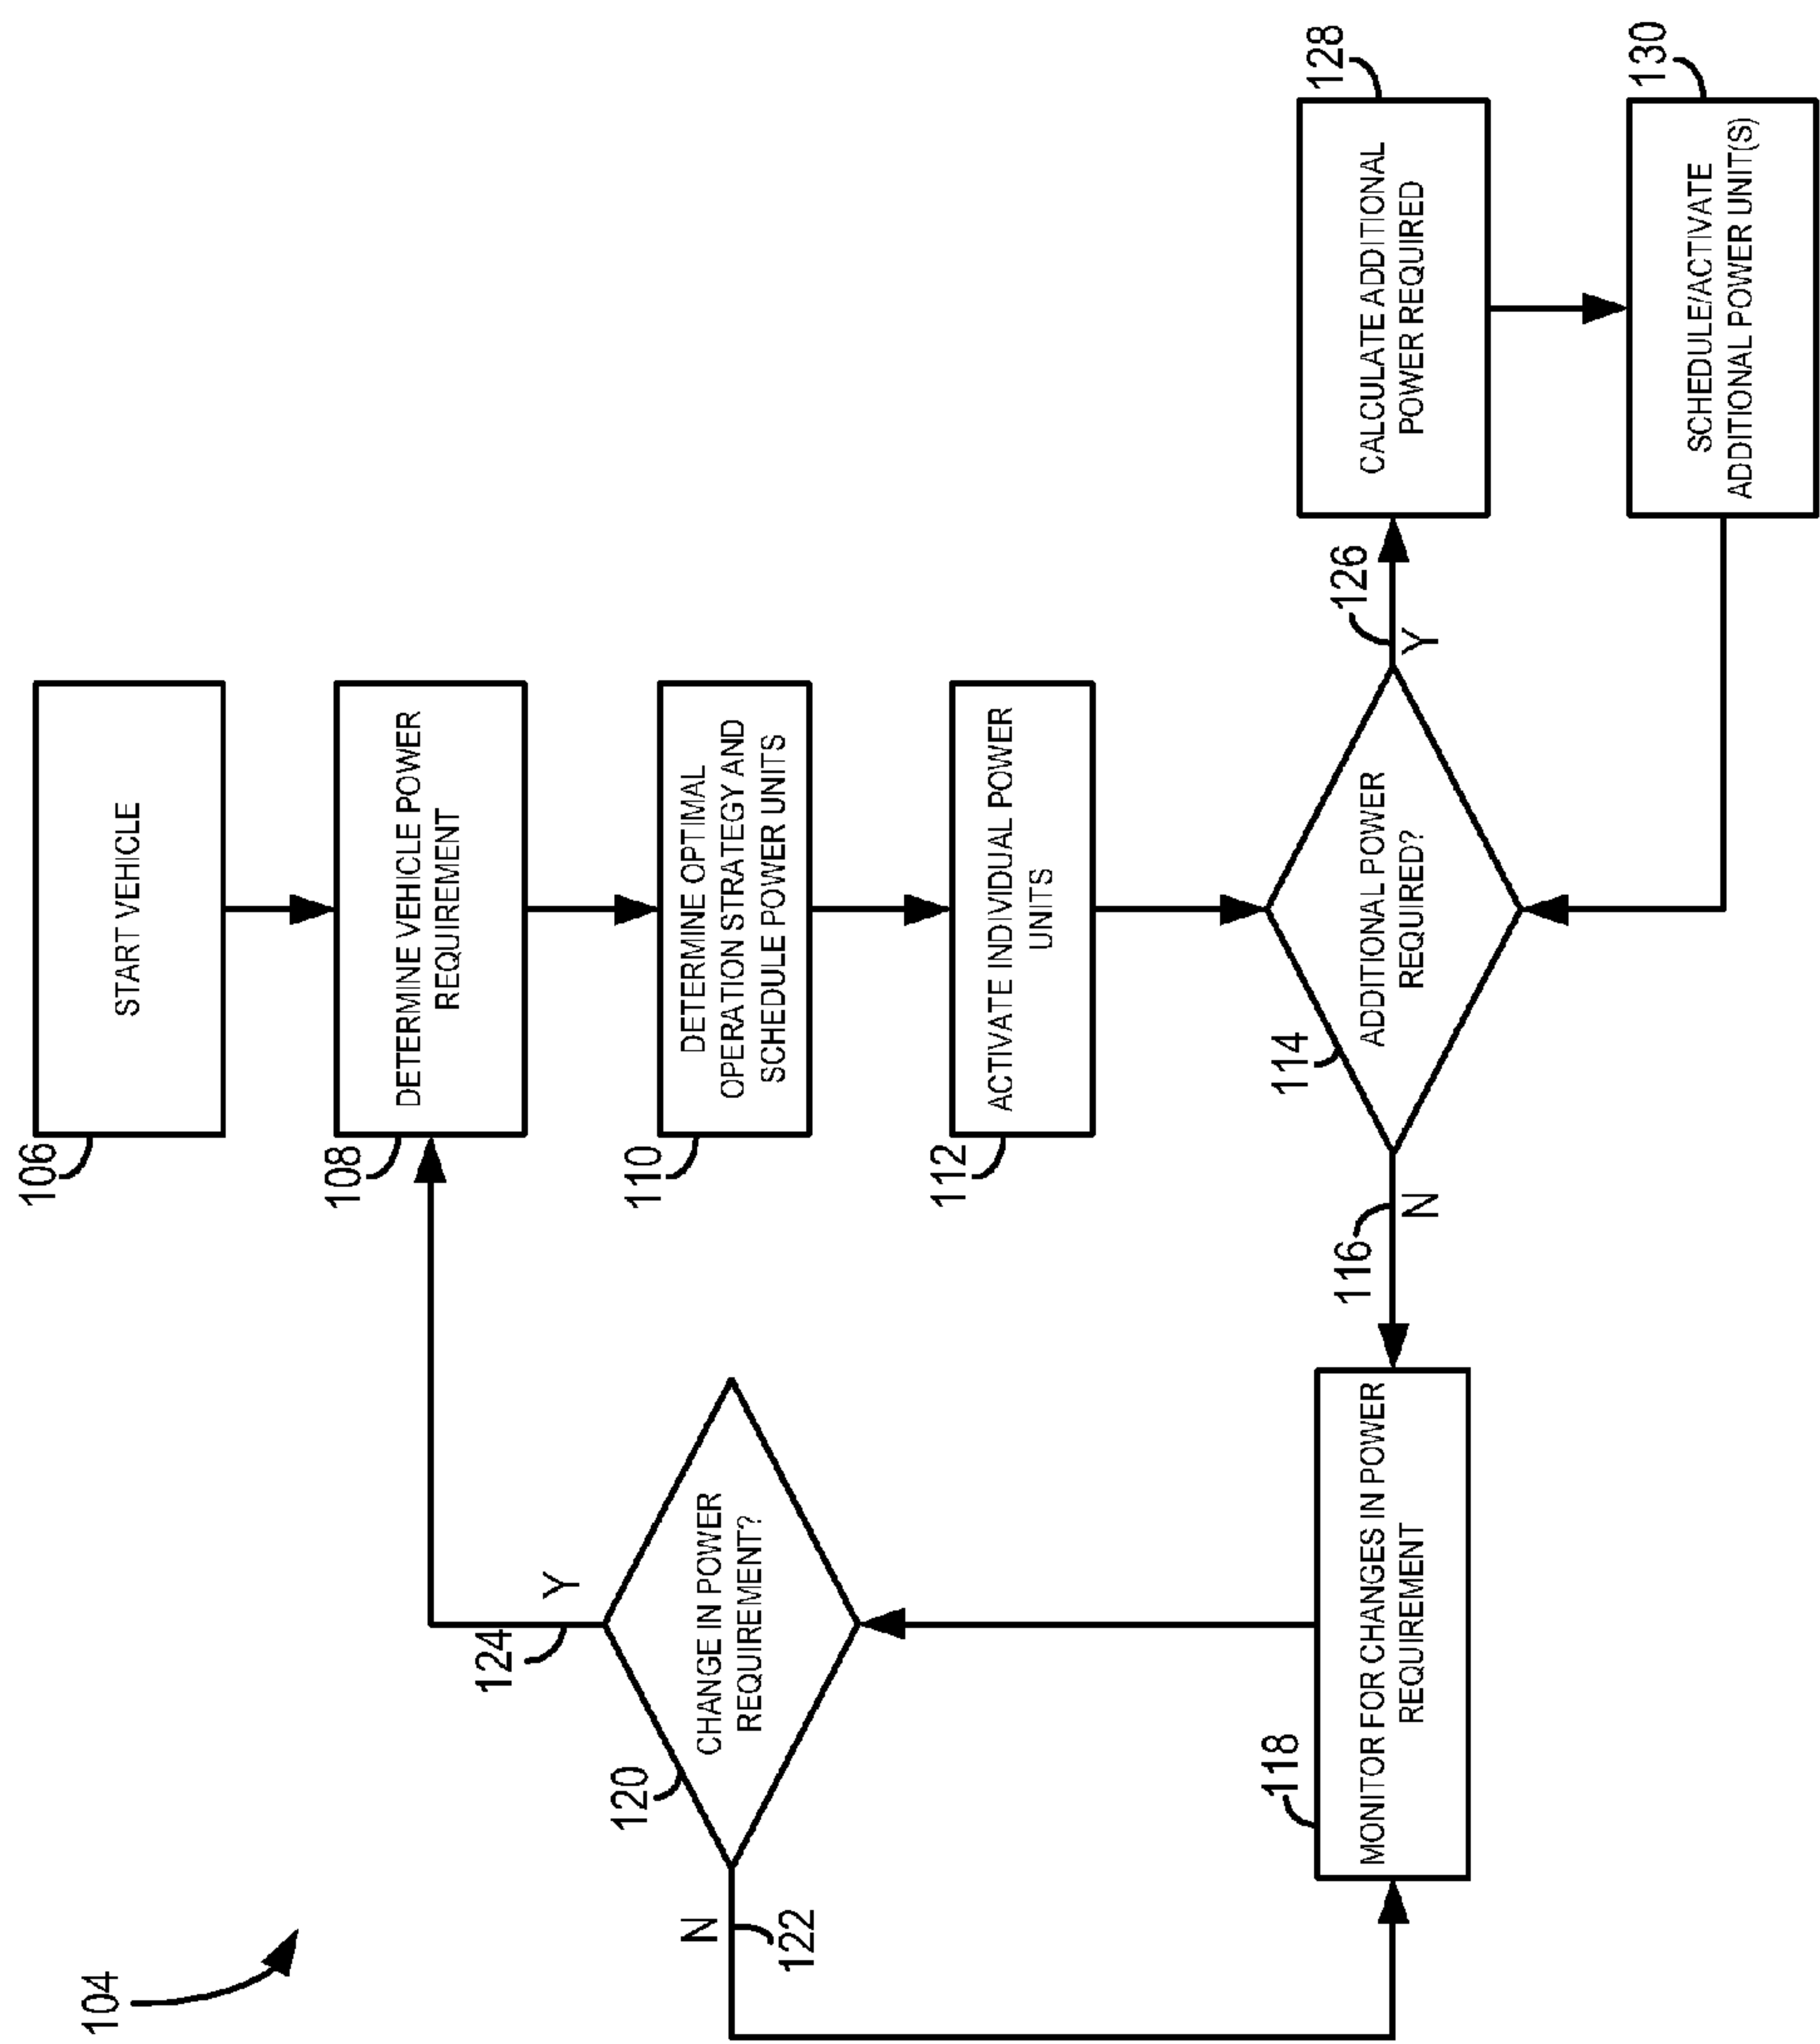 104
106
START VEHICLE
108
DETERMINE VEHICLE POWER
REQUIREMENT
110
DETERMINE OPTIMAL
OPERATION STRATEGY AND
SCHEDULE POWER UNITS
112
ACTIVATE INDIVIDUAL POWER
UNITS
114
ADDITIONAL POWER
REQUIRED?
116
N
118
MONITOR FOR CHANGES IN POWER
REQUIREMENT
120
CHANGE IN POWER
REQUIREMENT?
N
122
124
Y
126
Y
128
CALCULATE ADDITIONAL
POWER REQUIRED
130
SCHEDULE/ACTIVATE
ADDITIONAL POWER UNIT(S)